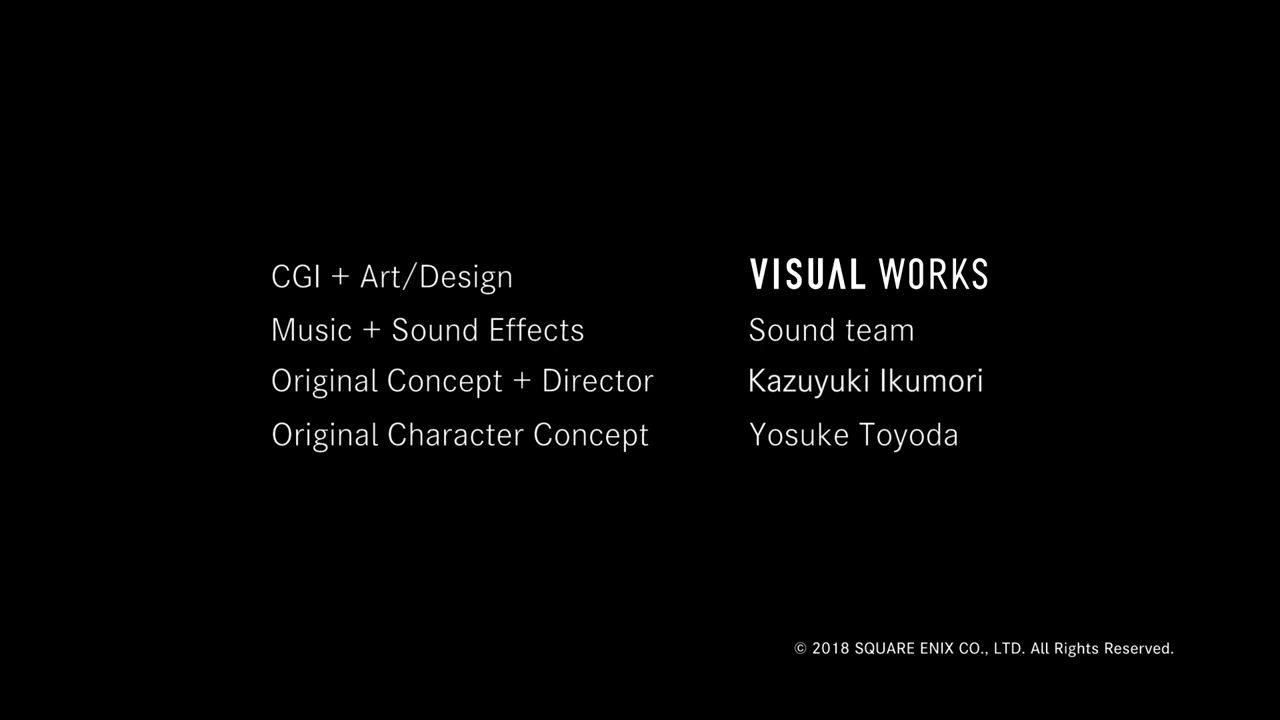 CGI + Art/Design VISUAL WORKS
Music + Sound Effects Sound team
Original Concept + Director Kazuyuki Ikumori
Original Character Concept Yosuke Toyoda
© 2018 SQUARE ENIX CO., LTD. All Rights Reserved.